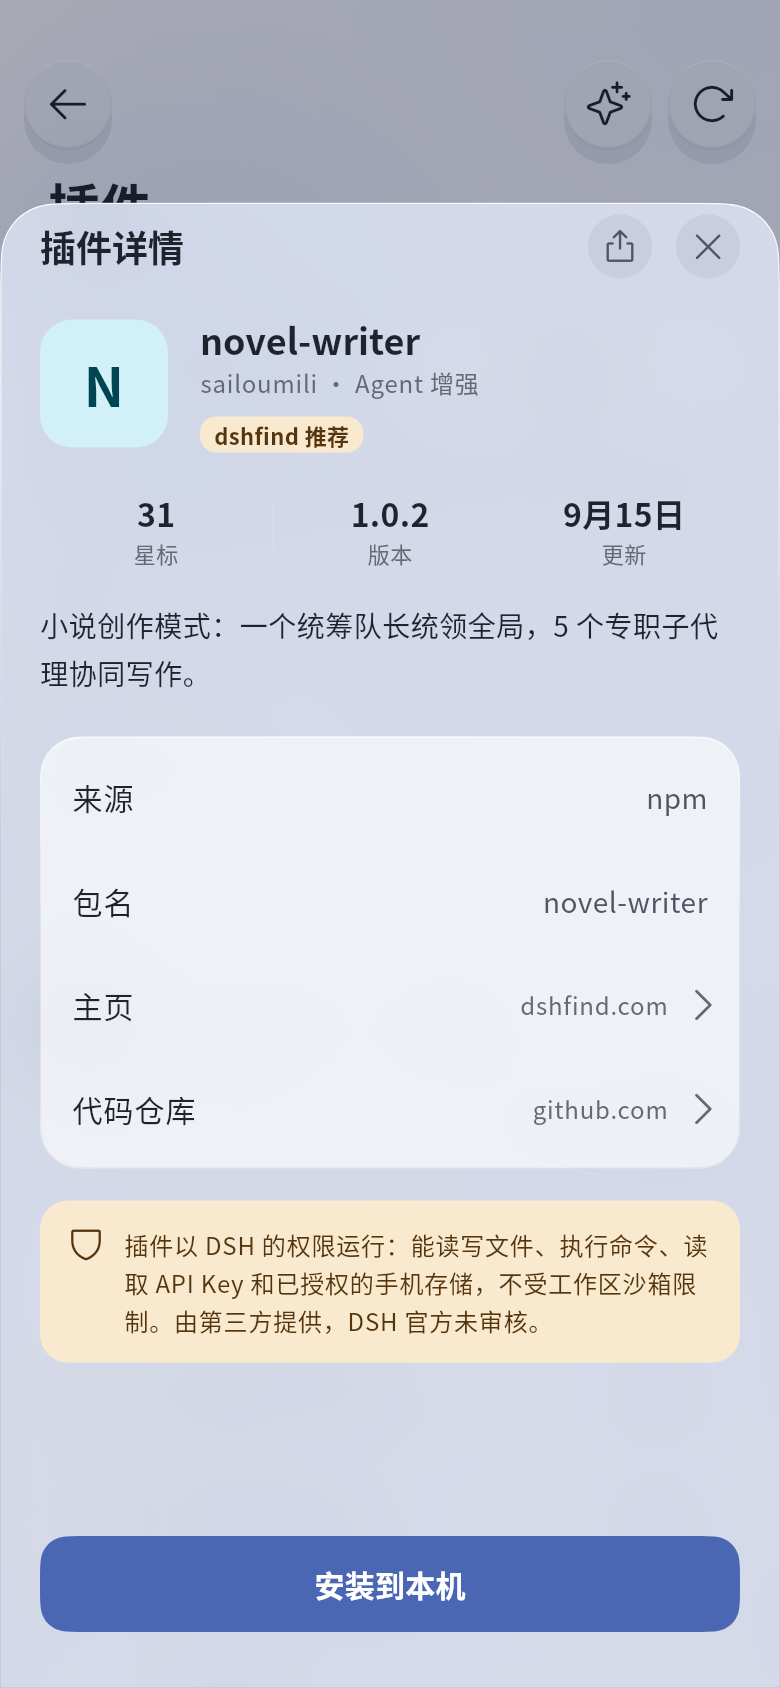 插件
插件详情
N
novel-writer
sailoumili · Agent 增强
dshfind 推荐
31
星标
1.0.2
版本
9月15日
更新
小说创作模式：一个统筹队长统领全局，5 个专职子代
理协同写作。
来源
npm
包名
novel-writer
主页
dshfind.com
代码仓库
github.com
插件以 DSH 的权限运行：能读写文件、执行命令、读
取 API Key 和已授权的手机存储，不受工作区沙箱限
制。由第三方提供，DSH 官方未审核。
安装到本机